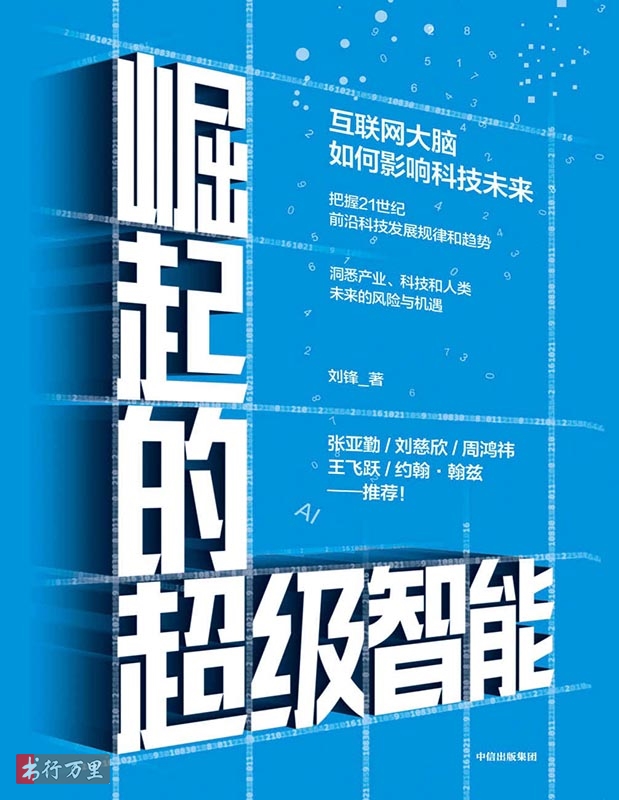 崛起的
超级智能
互联网大脑
如何影响科技未来
把握21世纪
前沿科技发展规律和趋势
洞悉产业、科技和人类
未来的风险与机遇
刘锋_著
张亚勤 / 刘慈欣 / 周鸿祎
王飞跃 / 约翰·翰兹
——推荐！
AI
中信出版集团
书行万里